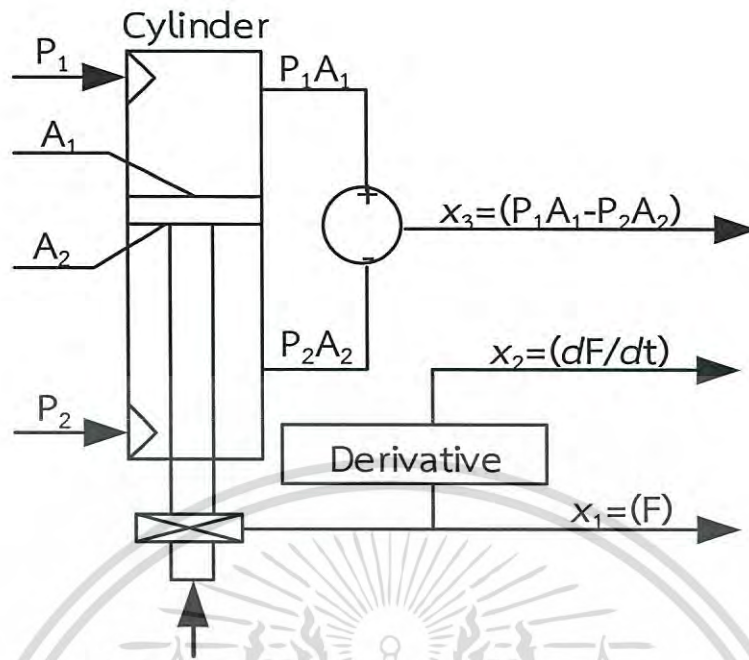 Cylinder
P₁
P₁A₁
A₁
x₃=(P₁A₁-P₂A₂)
A₂
P₂A₂
x₂=(dF/dt)
P₂
Derivative
x₁=(F)